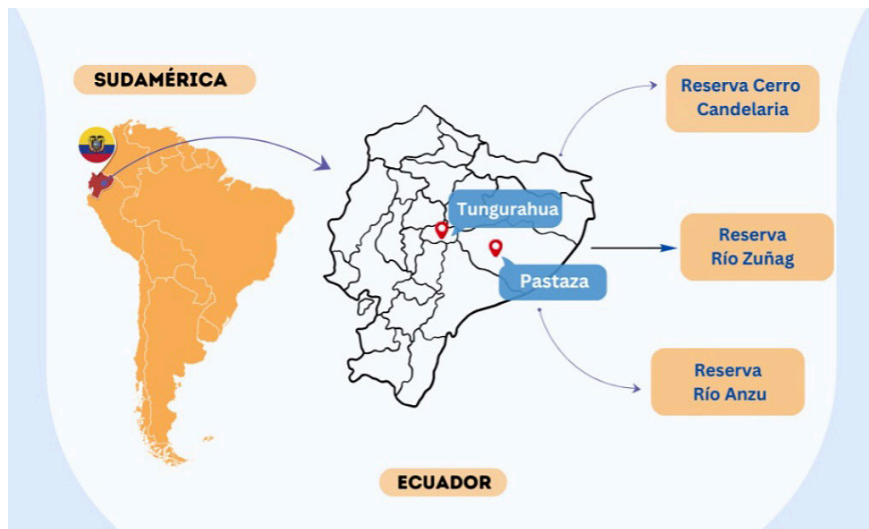 SUDAMÉRICA
Reserva Cerro
Candelaria
Tungurahua
Reserva
Río Zuñag
Pastaza
Reserva
Río Anzu
ECUADOR